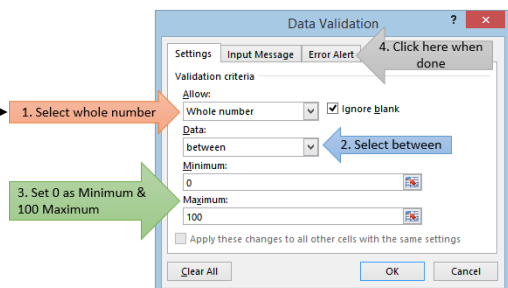 Data Validation
?
x
Settings
Input Message
Error Alert
4. Click here when
done
Validation criteria
Allow:
1. Select whole number
Whole number
Ignore blank
Data:
between
2. Select between
Minimum:
0
3. Set 0 as Minimum &
100 Maximum
Maximum:
100
Apply these changes to all other cells with the same settings
Clear All
OK
Cancel